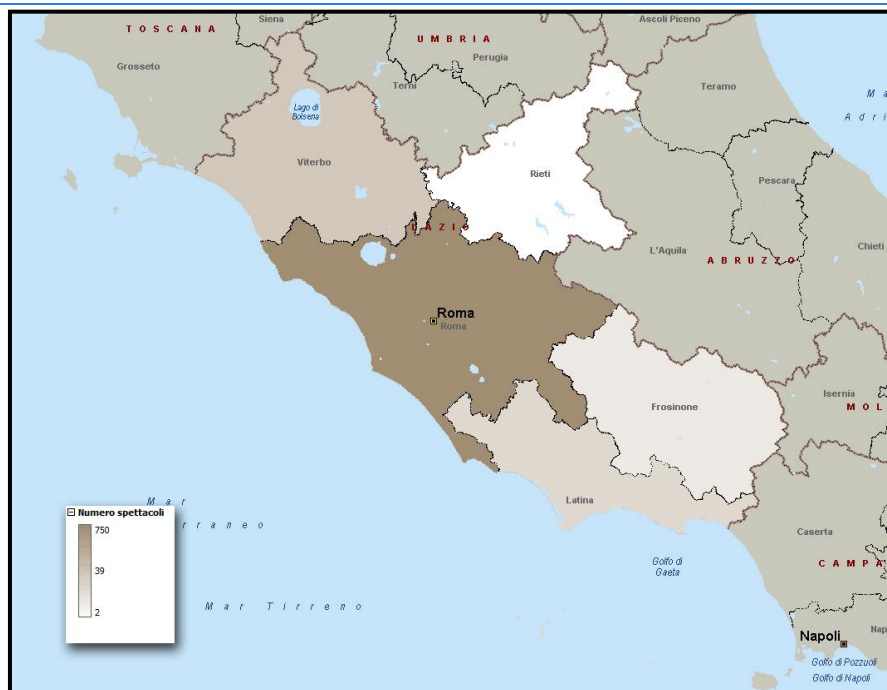 Siena
Ascoli Piceno
TOSCANA
UMBRIA
Perugia
Grosseto
Terni
Teramo
Lago di
Bolsena
Viterbo
Rieti
Pescara
LAZIO
L'Aquila
ABRUZZO
Chieti
Roma
Roma
Isernia
Frosinone
MOL
Latina
Numero spettacoli
750
39
2
Mar
rraneo
Caserta
Golfo di
Gaeta
CAMPA
Mar Tirreno
Napoli
Nap
Golfo di Pozzuoli
Golfo di Napoli